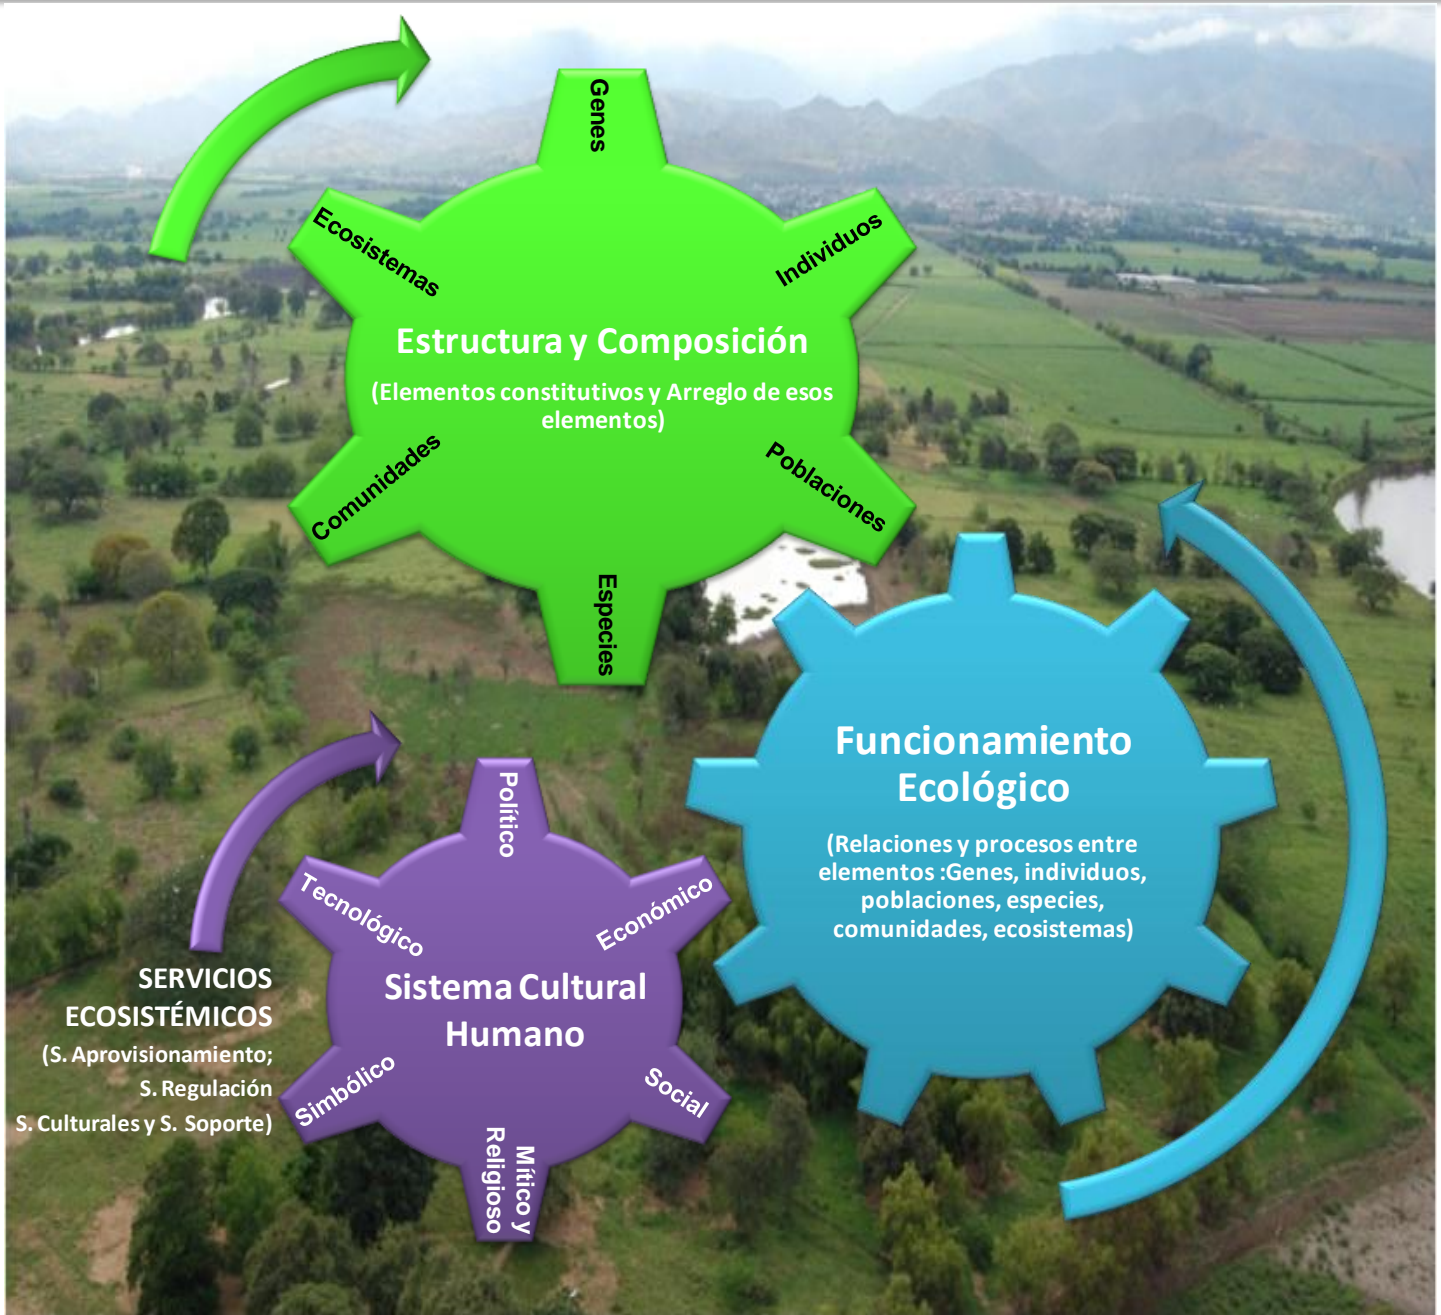 Genes
Individuos
Ecosistemas
Estructura y Composición
(Elementos constitutivos y Arreglo de esos
elementos)
Comunidades
Poblaciones
Especies
Funcionamiento
Ecológico
(Relaciones y procesos entre
elementos :Genes, individuos,
poblaciones, especies,
comunidades, ecosistemas)
Político
Económico
Tecnológico
Sistema Cultural
Humano
Simbólico
Social
Mítico y
Religioso
SERVICIOS
ECOSISTÉMICOS
(S. Aprovisionamiento;
S. Regulación
S. Culturales y S. Soporte)